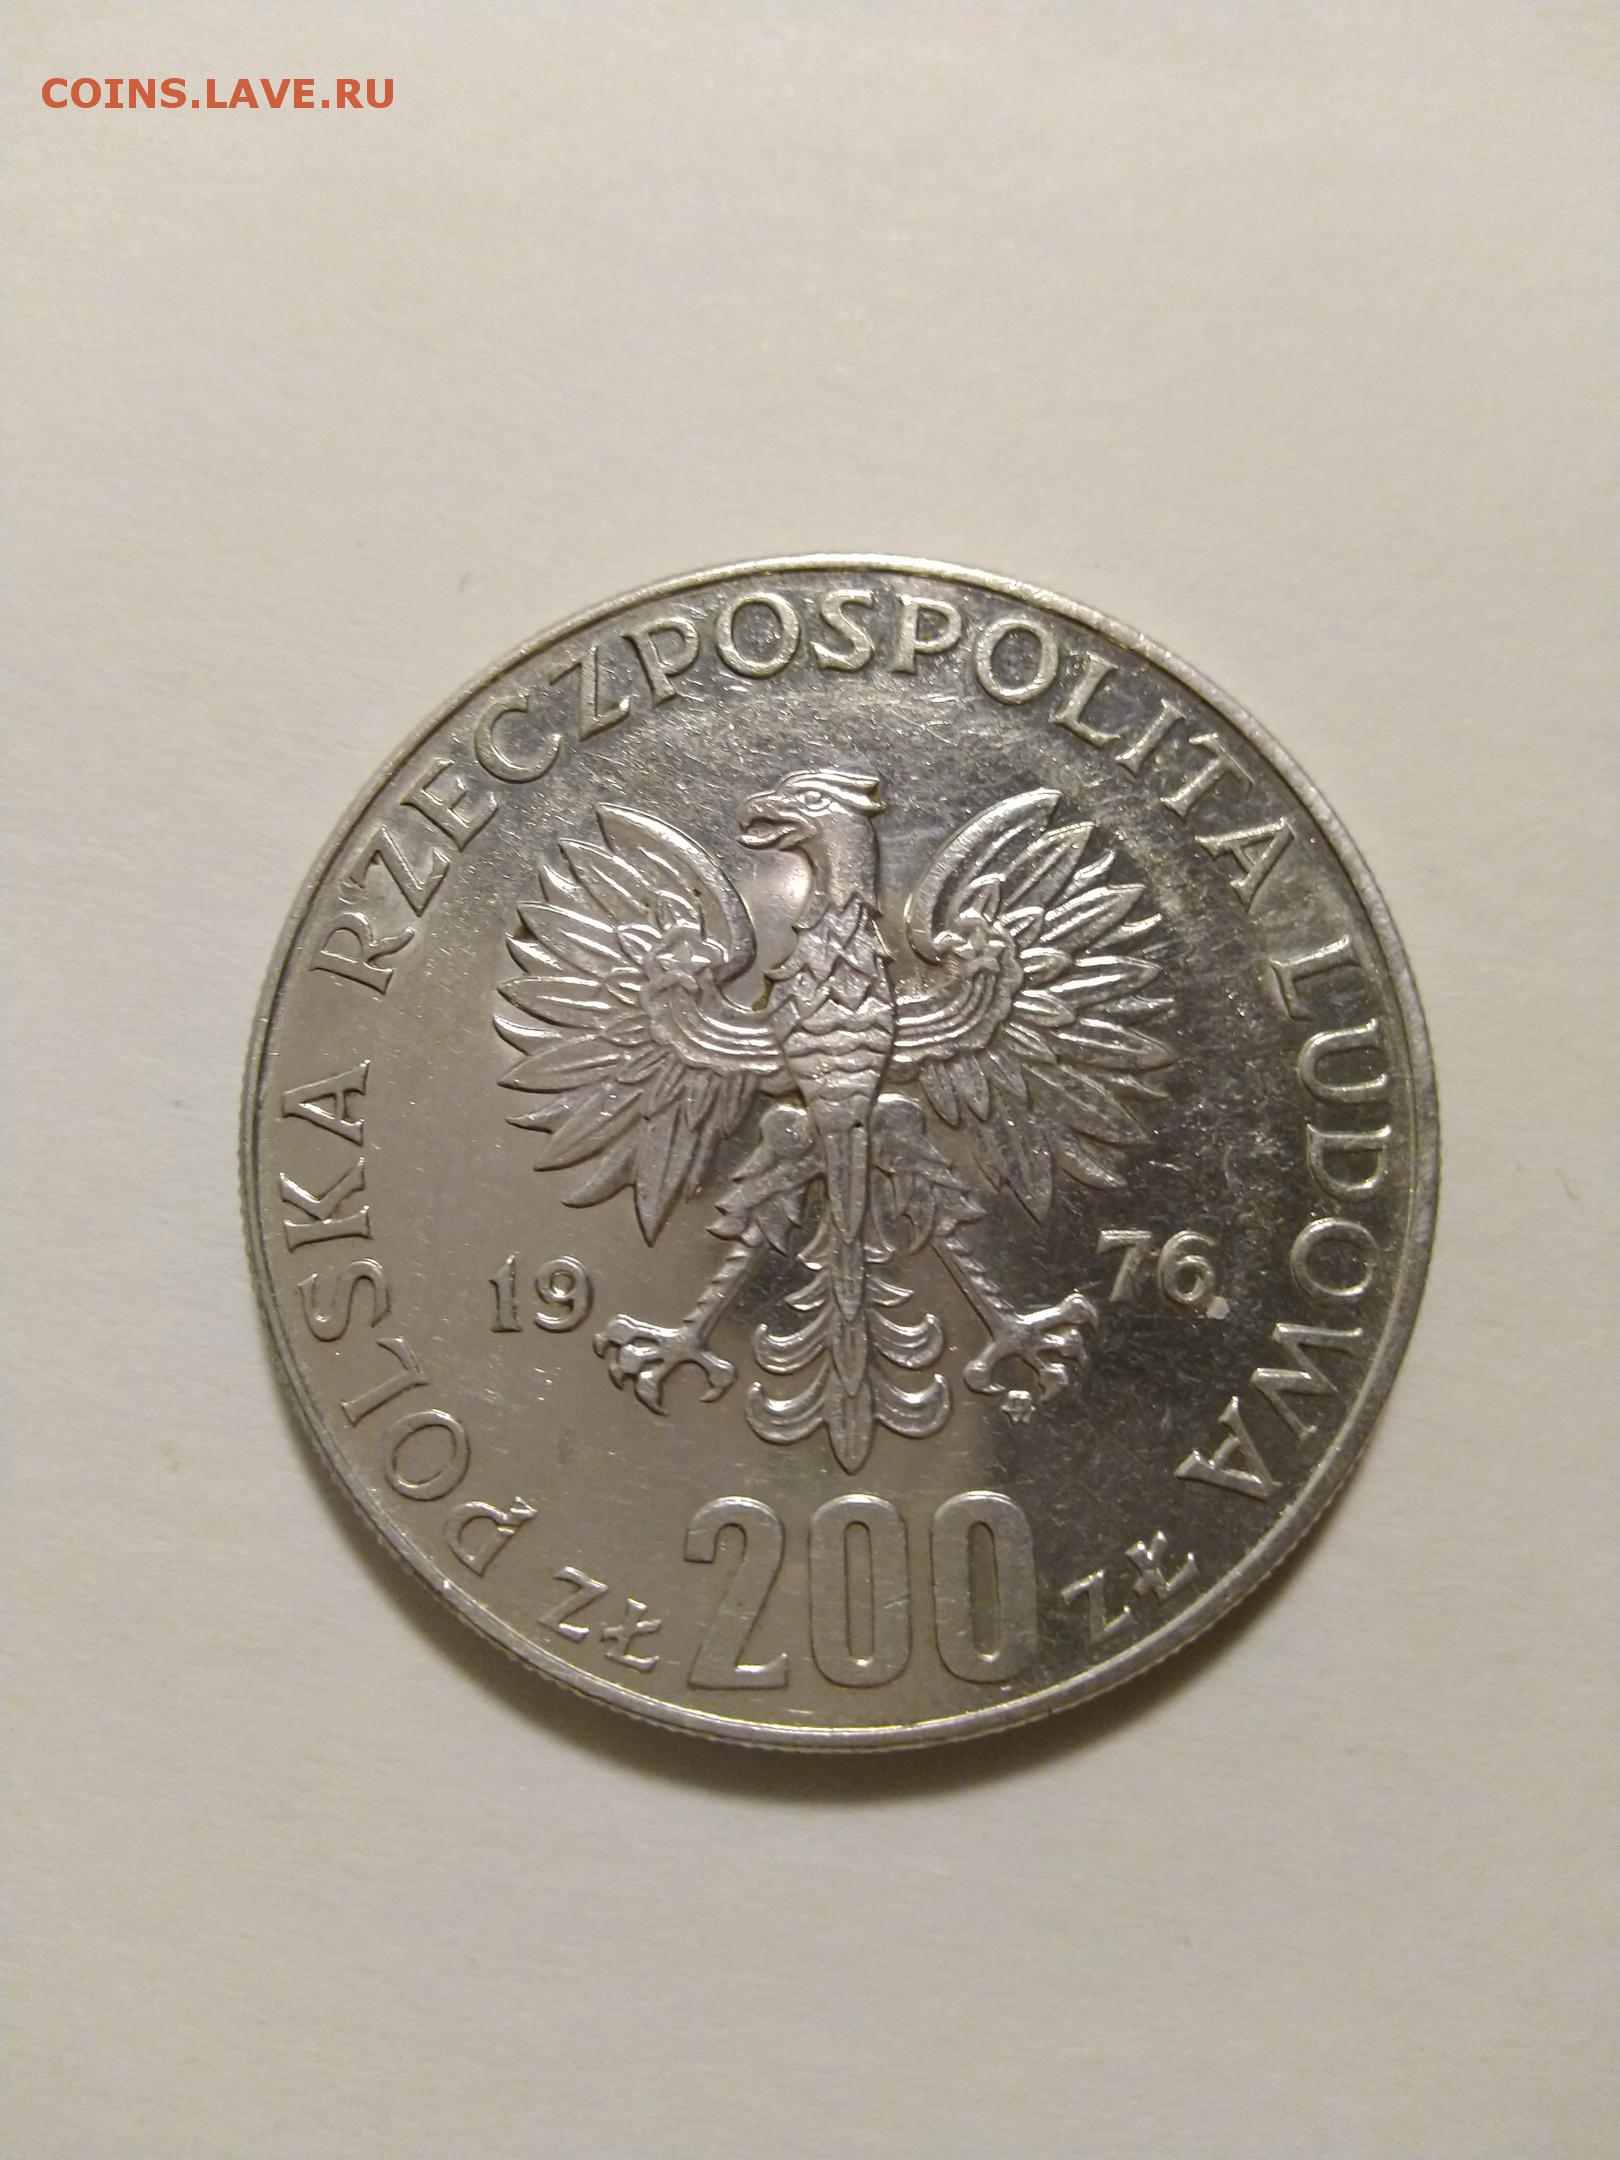 COINS.LAVE.RU
POLSKA RZECZPOSPOLITA LUDOWA
19 76
ZŁ 200 ZŁ